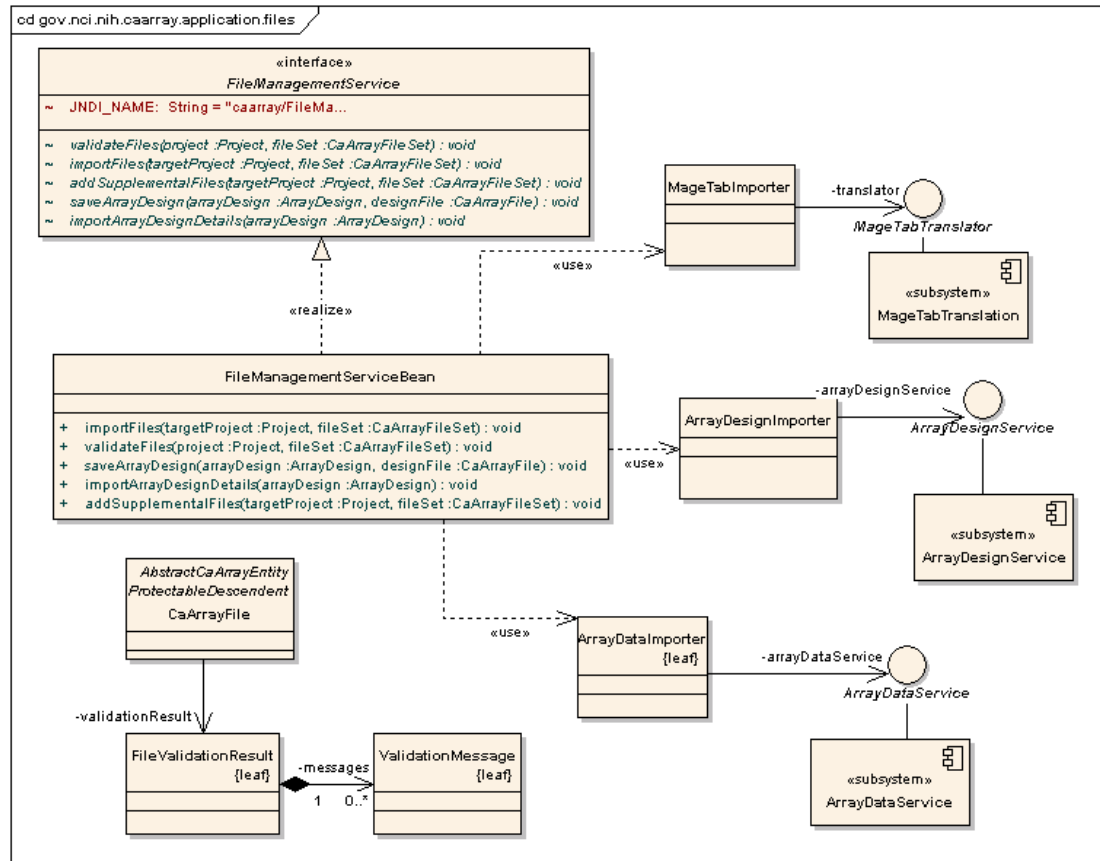 cd gov.nci.nih.caarray.application.files
«interface»
FileManagementService
~ JNDI_NAME: String = "caarray/FileMa...
~ validateFiles(project :Project, fileSet :CaArrayFileSet) : void
~ importFiles(targetProject :Project, fileSet :CaArrayFileSet) : void
~ addSupplementalFiles(targetProject :Project, fileSet :CaArrayFileSet) : void
~ saveArrayDesign(arrayDesign :ArrayDesign, designFile :CaArrayFile) : void
~ importArrayDesignDetails(arrayDesign :ArrayDesign) : void
MageTabImporter
-translator
MageTabTranslator
«use»
«subsystem»
MageTabTranslation
«realize»
FileManagementServiceBean
+ importFiles(targetProject :Project, fileSet :CaArrayFileSet) : void
+ validateFiles(project :Project, fileSet :CaArrayFileSet) : void
+ saveArrayDesign(arrayDesign :ArrayDesign, designFile :CaArrayFile) : void
+ importArrayDesignDetails(arrayDesign :ArrayDesign) : void
+ addSupplementalFiles(targetProject :Project, fileSet :CaArrayFileSet) : void
«use»
ArrayDesignImporter
-arrayDesignService
ArrayDesignService
«subsystem»
ArrayDesignService
AbstractCaArrayEntity
ProtectableDescendent
CaArrayFile
«use»
ArrayDataImporter
{leaf}
-arrayDataService
ArrayDataService
«subsystem»
ArrayDataService
-validationResult
FileValidationResult
{leaf}
-messages
1 0..*
ValidationMessage
{leaf}